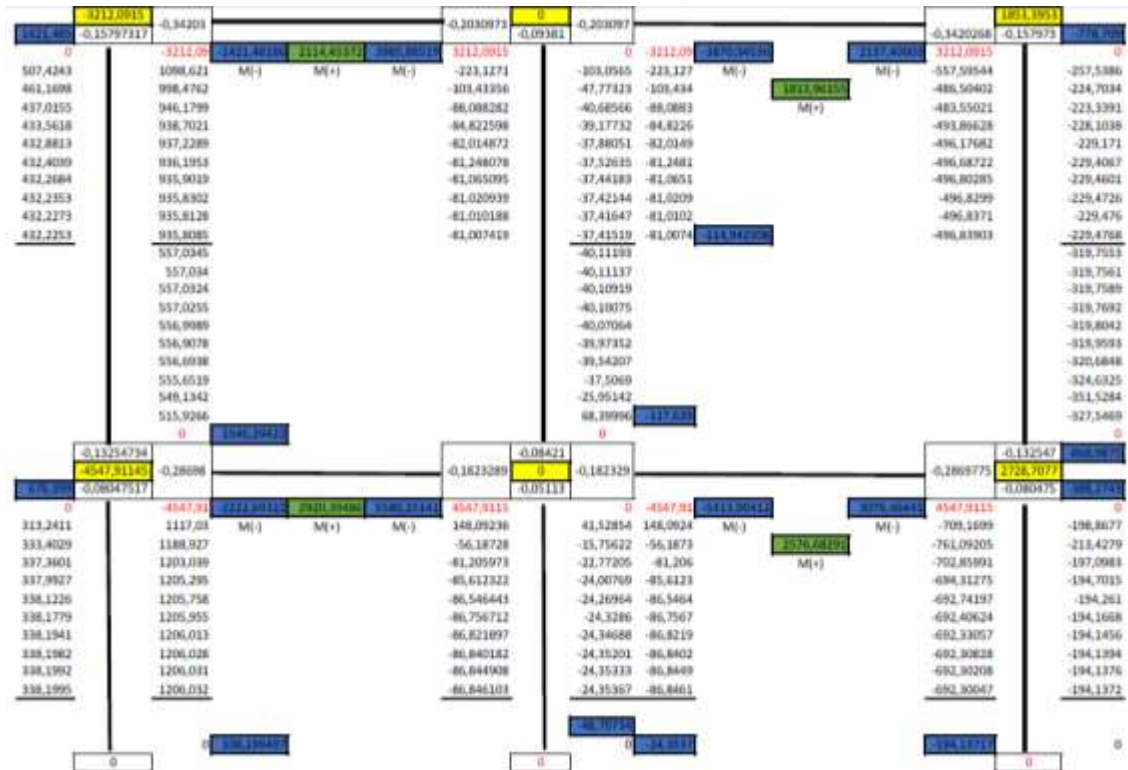 -3212,0915 0 1853,3953
-0,34203 -0,2030973 -0,203097 -0,3420268
1421,485 -0,15797317 -0,09381 -0,157973 -778,709
0 -3212,09 3212,0915 0 -3212,09 3212,0915 0
507,4243 1098,621 M(-) M(+) M(-) -223,1271 -103,0565 -223,127 M(-) M(-) -557,59544 -257,5386
461,1698 998,4762 -103,43356 -47,77323 -103,434 -486,50402 -224,7034
437,0155 946,1799 -88,088282 -40,68566 -88,0883 M(+) -483,55021 -223,3391
433,5618 938,7021 -84,822598 -39,17732 -84,8226 -493,86628 -228,1038
432,8813 937,2289 -82,014872 -37,88051 -82,0149 -496,17682 -229,171
432,4039 936,1953 -81,248078 -37,52635 -81,2481 -496,68722 -229,4067
432,2684 935,9019 -81,065095 -37,44183 -81,0651 -496,80285 -229,4601
432,2353 935,8302 -81,020939 -37,42144 -81,0209 -496,8299 -229,4726
432,2273 935,8128 -81,010188 -37,41647 -81,0102 -496,8371 -229,476
432,2253 935,8085 -81,007419 -37,41519 -81,0074 -496,83903 -229,4768
557,0345 -40,11193 -319,7553
557,034 -40,11137 -319,7561
557,0324 -40,10919 -319,7589
557,0255 -40,10075 -319,7692
556,9989 -40,07064 -319,8042
556,9078 -39,97352 -319,9593
556,6938 -39,54207 -320,6848
555,6519 -37,5069 -324,6325
549,1342 -25,95142 -351,5284
515,9266 68,39996 -327,5469
0 0 0
-0,13254734 -0,08421 -0,132547
-4547,91145 -0,28698 -0,1823289 0 -0,182329 -0,2869775 2728,7077
-0,08047517 -0,05113 -0,080475
0 -4547,91 4547,9115 0 -4547,91 4547,9115 0
313,2411 1117,03 M(-) M(+) M(-) 148,09236 41,52854 148,0924 M(-) M(-) -709,1699 -198,8677
333,4029 1188,927 -56,18728 -15,75622 -56,1873 -761,09205 -213,4279
337,3601 1203,039 -81,205973 -22,77205 -81,206 M(+) -702,85991 -197,0983
337,9927 1205,295 -85,612322 -24,00769 -85,6123 -694,31275 -194,7015
338,1226 1205,758 -86,546443 -24,26964 -86,5464 -692,74197 -194,261
338,1779 1205,955 -86,756712 -24,3286 -86,7567 -692,40624 -194,1668
338,1941 1206,013 -86,821897 -24,34688 -86,8219 -692,33057 -194,1456
338,1982 1206,028 -86,840182 -24,35201 -86,8402 -692,30828 -194,1394
338,1992 1206,031 -86,844908 -24,35333 -86,8449 -692,30208 -194,1376
338,1995 1206,032 -86,846103 -24,35367 -86,8461 -692,30047 -194,1372
0 0 0
0 0 0